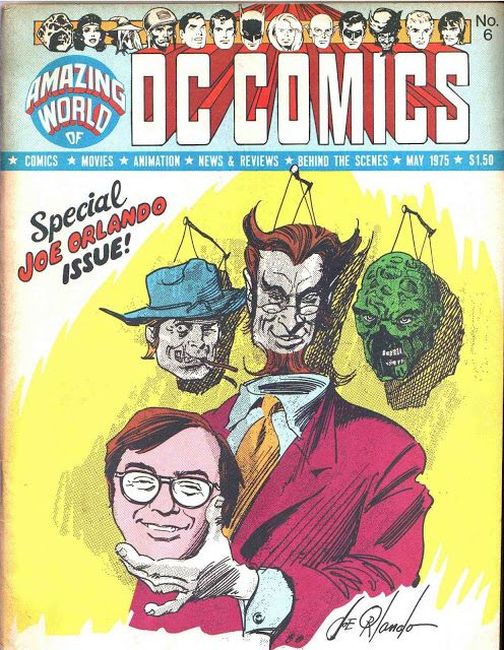 No.
6
AMAZING
WORLD
OF
DC COMICS
★ COMICS ★ MOVIES ★ ANIMATION ★ NEWS & REVIEWS ★ BEHIND THE SCENES ★ MAY 1975 ★ $1.50
Special
JOE ORLANDO
ISSUE!
JOE ORlando